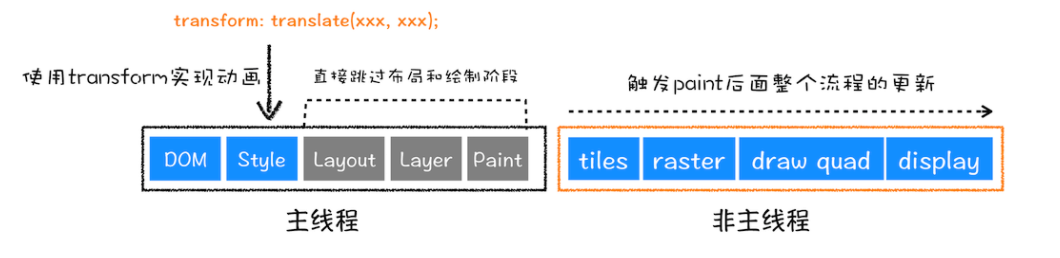 transform: translate(xxx, xxx);
使用transform实现动画
直接跳过布局和绘制阶段
触发paint后面整个流程的更新
DOM Style Layout Layer Paint
tiles raster draw quad display
主线程
非主线程